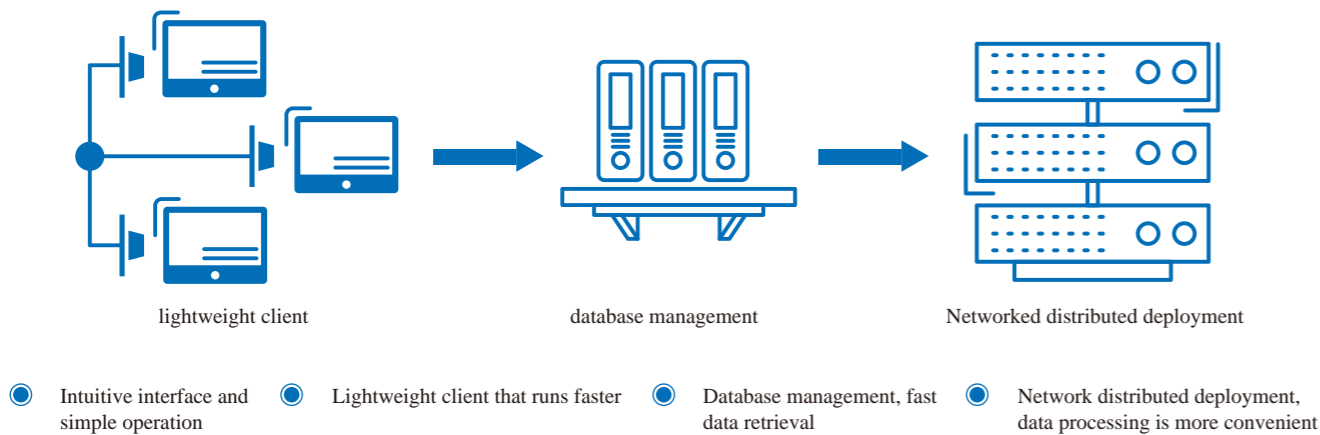 lightweight client
database management
Networked distributed deployment
Intuitive interface and
simple operation
Lightweight client that runs faster
Database management, fast
data retrieval
Network distributed deployment,
data processing is more convenient